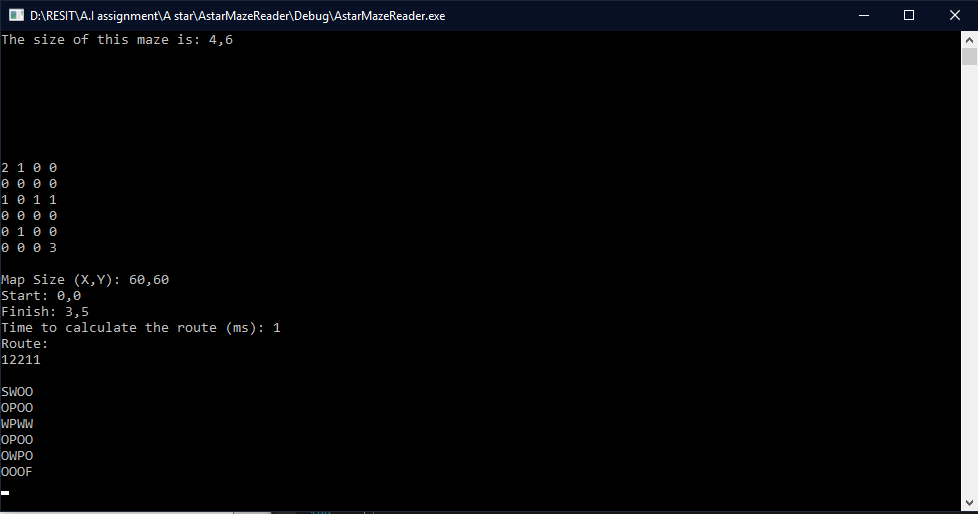 D:\RESIT\A.I assignment\A star\AstarMazeReader\Debug\AstarMazeReader.exe
The size of this maze is: 4,6
2 1 0 0
0 0 0 0
1 0 1 1
0 0 0 0
0 1 0 0
0 0 0 3
Map Size (X,Y): 60,60
Start: 0,0
Finish: 3,5
Time to calculate the route (ms): 1
Route:
12211
SWOO
OPOO
WPWW
OPOO
OWPO
OOOF